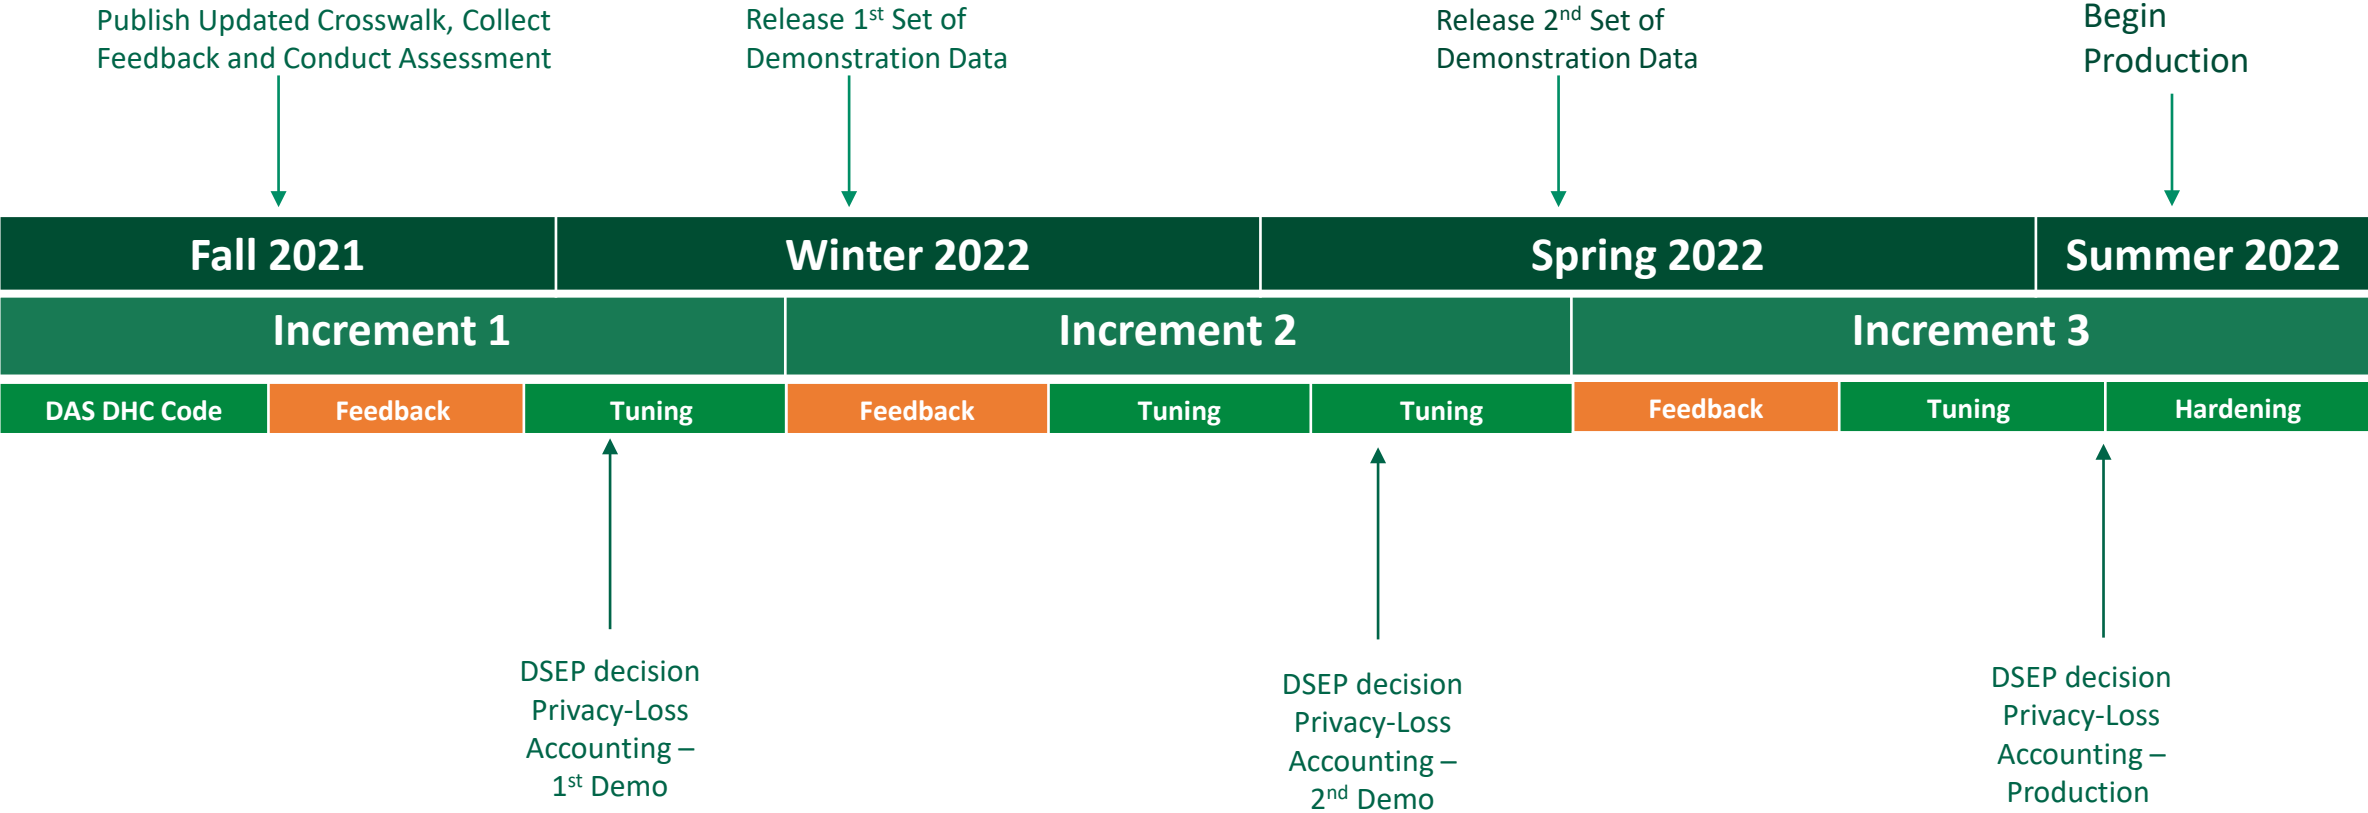 Publish Updated Crosswalk, Collect
Feedback and Conduct Assessment
Release 1st Set of
Demonstration Data
Release 2nd Set of
Demonstration Data
Begin
Production
Fall 2021
Winter 2022
Spring 2022
Summer 2022
Increment 1
Increment 2
Increment 3
DAS DHC Code
Feedback
Tuning
Feedback
Tuning
Tuning
Feedback
Tuning
Hardening
DSEP decision
Privacy-Loss
Accounting –
1st Demo
DSEP decision
Privacy-Loss
Accounting –
2nd Demo
DSEP decision
Privacy-Loss
Accounting –
Production